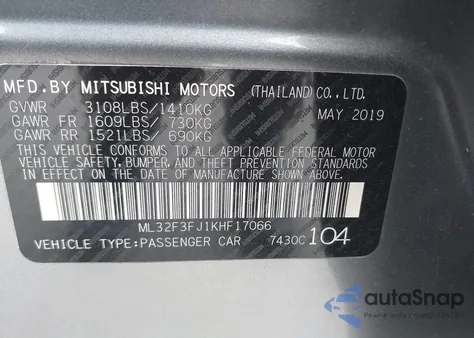 MFD. BY MITSUBISHI MOTORS (THAILAND) CO., LTD.
GVWR 3108LBS/1410KG MAY 2019
GAWR FR 1609LBS/ 730KG
GAWR RR 1521LBS/ 690KG
THIS VEHICLE CONFORMS TO ALL APPLICABLE FEDERAL MOTOR
VEHICLE SAFETY, BUMPER, AND THEFT PREVENTION STANDARDS
IN EFFECT ON THE DATE OF MANUFACTURE SHOWN ABOVE.
ML32F3FJ1KHF17066
VEHICLE TYPE:PASSENGER CAR 7430C 104
autoSnap